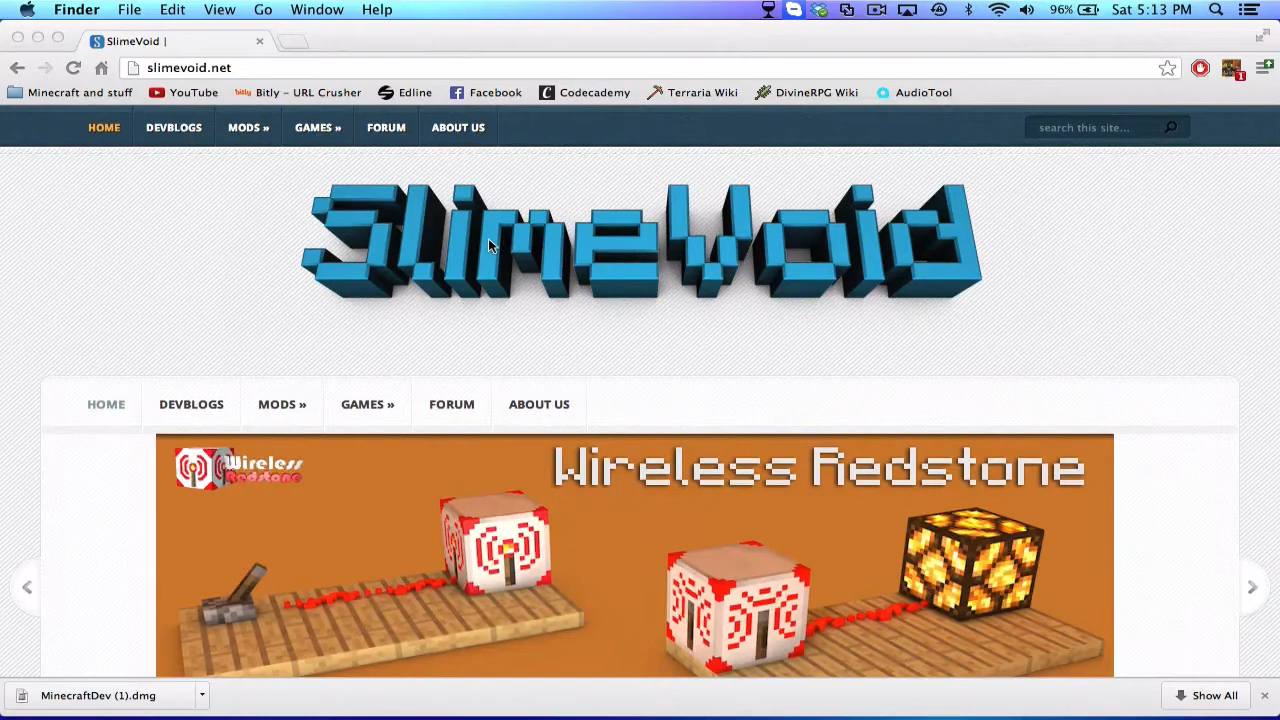 Finder File Edit View Go Window Help 96% Sat 5:13 PM
SlimeVoid |
slimevoid.net
Minecraft and stuff YouTube bitly Bitly – URL Crusher Edline Facebook Codecademy Terraria Wiki DivineRPG Wiki AudioTool
HOME DEVBLOGS MODS » GAMES » FORUM ABOUT US search this site...
SlimeVoid
HOME DEVBLOGS MODS » GAMES » FORUM ABOUT US
Wireless Redstone
Wireless Redstone
MinecraftDev (1).dmg Show All